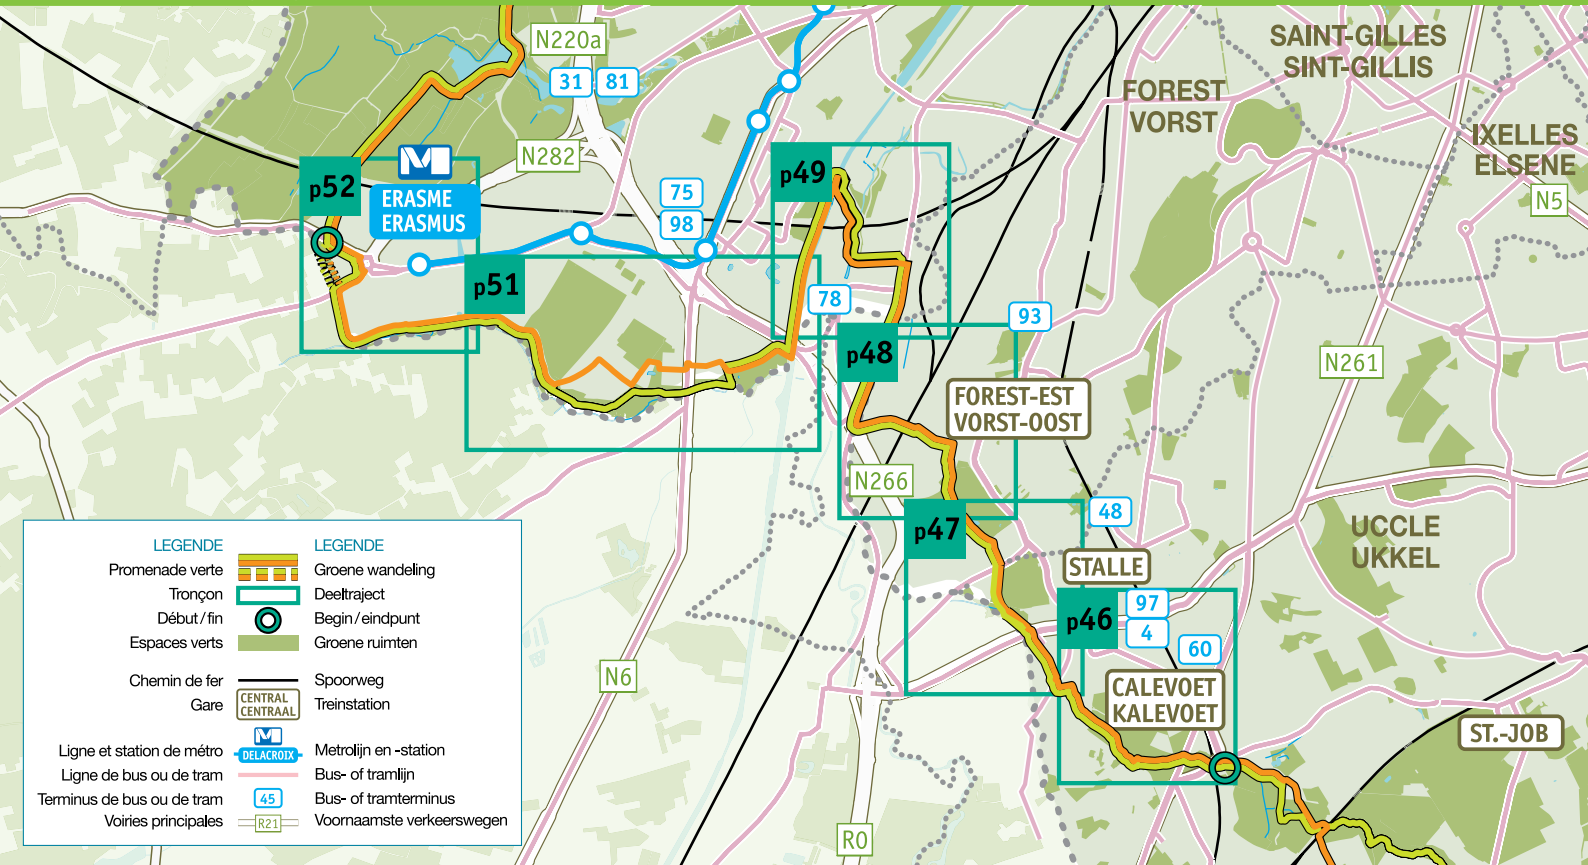 N220a
31
81
SAINT-GILLES
SINT-GILLIS
FOREST
VORST
IXELLES
ELSENE
N282
M
p52
ERASME
ERASMUS
75
98
p49
N5
p51
78
93
p48
N261
FOREST-EST
VORST-OOST
N266
48
p47
UCCLE
UKKEL
STALLE
97
4
p46
60
CALEVOET
KALEVOET
N6
ST.-JOB
R0
LEGENDE LEGENDE
Promenade verte Groene wandeling
Tronçon Deeltraject
Début/fin Begin/eindpunt
Espaces verts Groene ruimten
Chemin de fer Spoorweg
Gare CENTRAL CENTRAAL Treinstation
M
Ligne et station de métro DELACROIX Metrolijn en -station
Ligne de bus ou de tram Bus- of tramlijn
Terminus de bus ou de tram 45 Bus- of tramterminus
Voiries principales R21 Voornaamste verkeerswegen